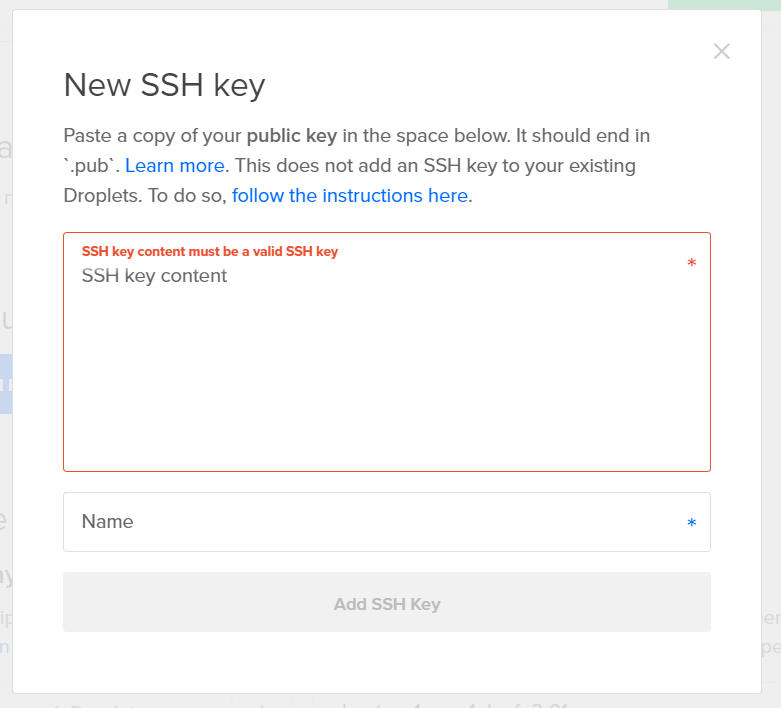 New SSH key
Paste a copy of your public key in the space below. It should end in
`.pub`. Learn more. This does not add an SSH key to your existing
Droplets. To do so, follow the instructions here.
SSH key content must be a valid SSH key
*
SSH key content
Name *
Add SSH Key